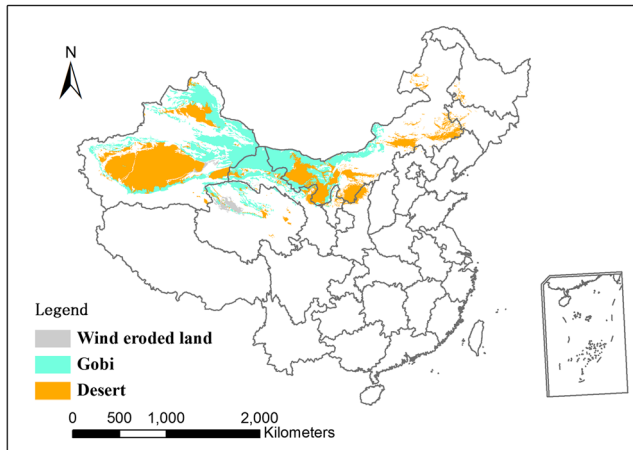 N
Legend
Wind eroded land
Gobi
Desert
0 500 1,000 2,000
Kilometers